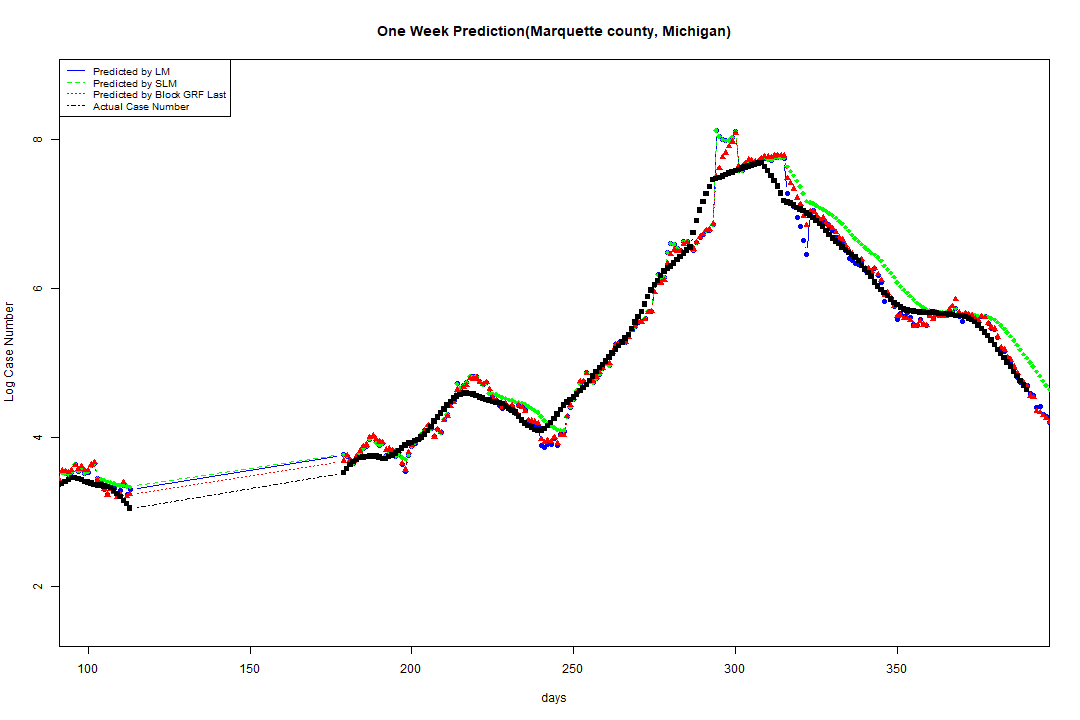 One Week Prediction(Marquette county, Michigan)
Predicted by LM
Predicted by SLM
Predicted by Block GRF Last
Actual Case Number
8
6
4
2
Log Case Number
100 150 200 250 300 350
days